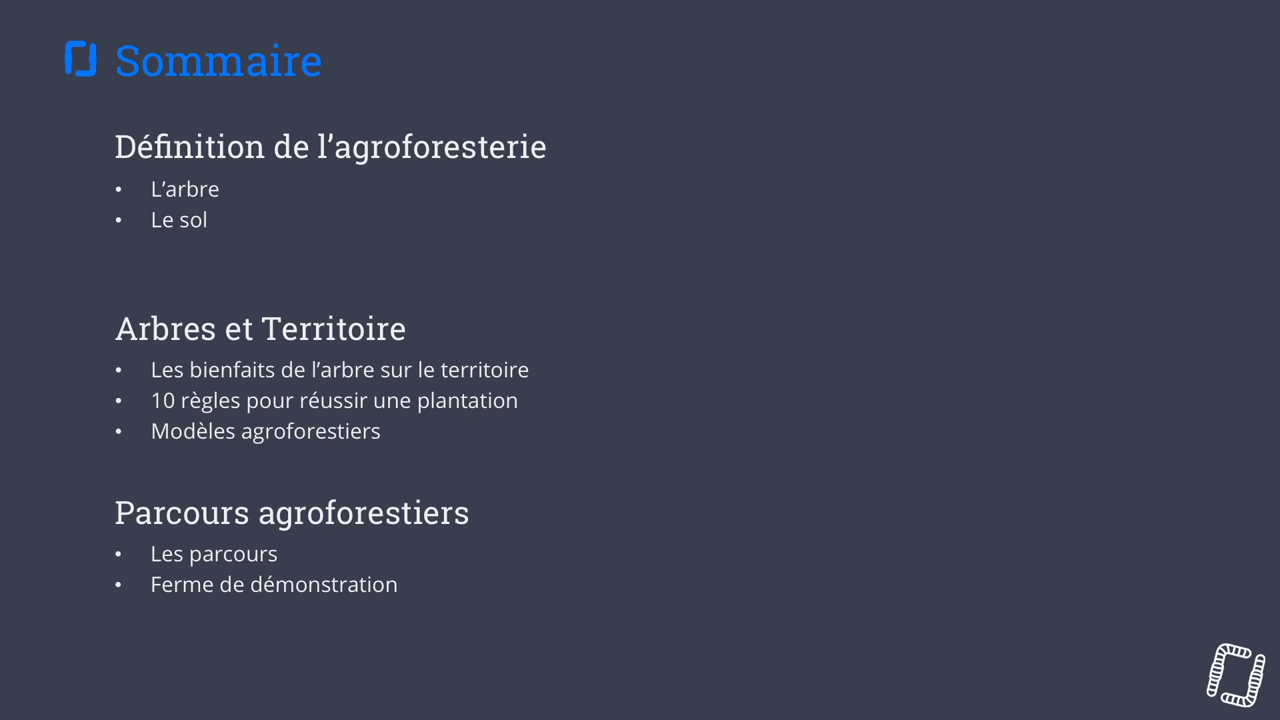 Sommaire
Définition de l’agroforesterie
• L’arbre
• Le sol
Arbres et Territoire
• Les bienfaits de l’arbre sur le territoire
• 10 règles pour réussir une plantation
• Modèles agroforestiers
Parcours agroforestiers
• Les parcours
• Ferme de démonstration